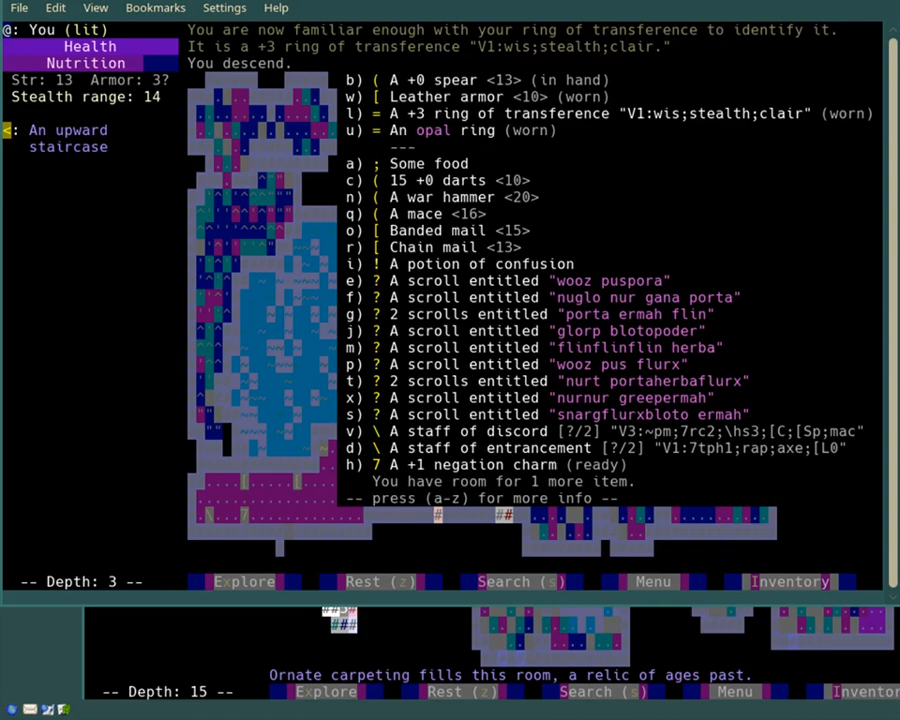 File Edit View Bookmarks Settings Help
@: You (lit)
Health
Nutrition
Str: 13 Armor: 3?
Stealth range: 14
<: An upward
staircase
You are now familiar enough with your ring of transference to identify it.
It is a +3 ring of transference "V1:wis;stealth;clair."
You descend.
b) ( A +0 spear <13> (in hand)
w) [ Leather armor <10> (worn)
l) = A +3 ring of transference "V1:wis;stealth;clair" (worn)
u) = An opal ring (worn)
---
a) ; Some food
c) ( 15 +0 darts <10>
n) ( A war hammer <20>
q) ( A mace <16>
o) [ Banded mail <15>
r) [ Chain mail <13>
i) ! A potion of confusion
e) ? A scroll entitled "wooz puspora"
f) ? A scroll entitled "nuglo nur gana porta"
g) ? 2 scrolls entitled "porta ermah flin"
j) ? A scroll entitled "glorp blotopoder"
m) ? A scroll entitled "flinflinflin herba"
p) ? A scroll entitled "wooz pus flurx"
t) ? 2 scrolls entitled "nurt portaherbaflurx"
x) ? A scroll entitled "nurnur greepermah"
s) ? A scroll entitled "snargflurxbloto ermah"
v) \ A staff of discord [?/2] "V3:~pm;7rc2;\hs3;[C;[Sp;mac"
d) \ A staff of entrancement [?/2] "V1:7tph1;rap;axe;[L0"
h) 7 A +1 negation charm (ready)
You have room for 1 more item.
-- press (a-z) for more info --
-- Depth: 3 -- Explore Rest (z) Search (s) Menu Inventory
Ornate carpeting fills this room, a relic of ages past.
-- Depth: 15 -- Explore Rest (z) Search (s) Menu Inventor